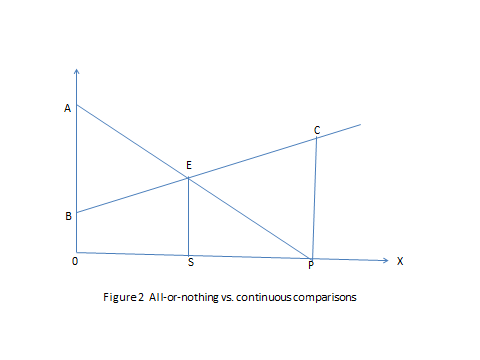 A
C
E
B
0
S
P
X
Figure 2 All-or-nothing vs. continuous comparisons